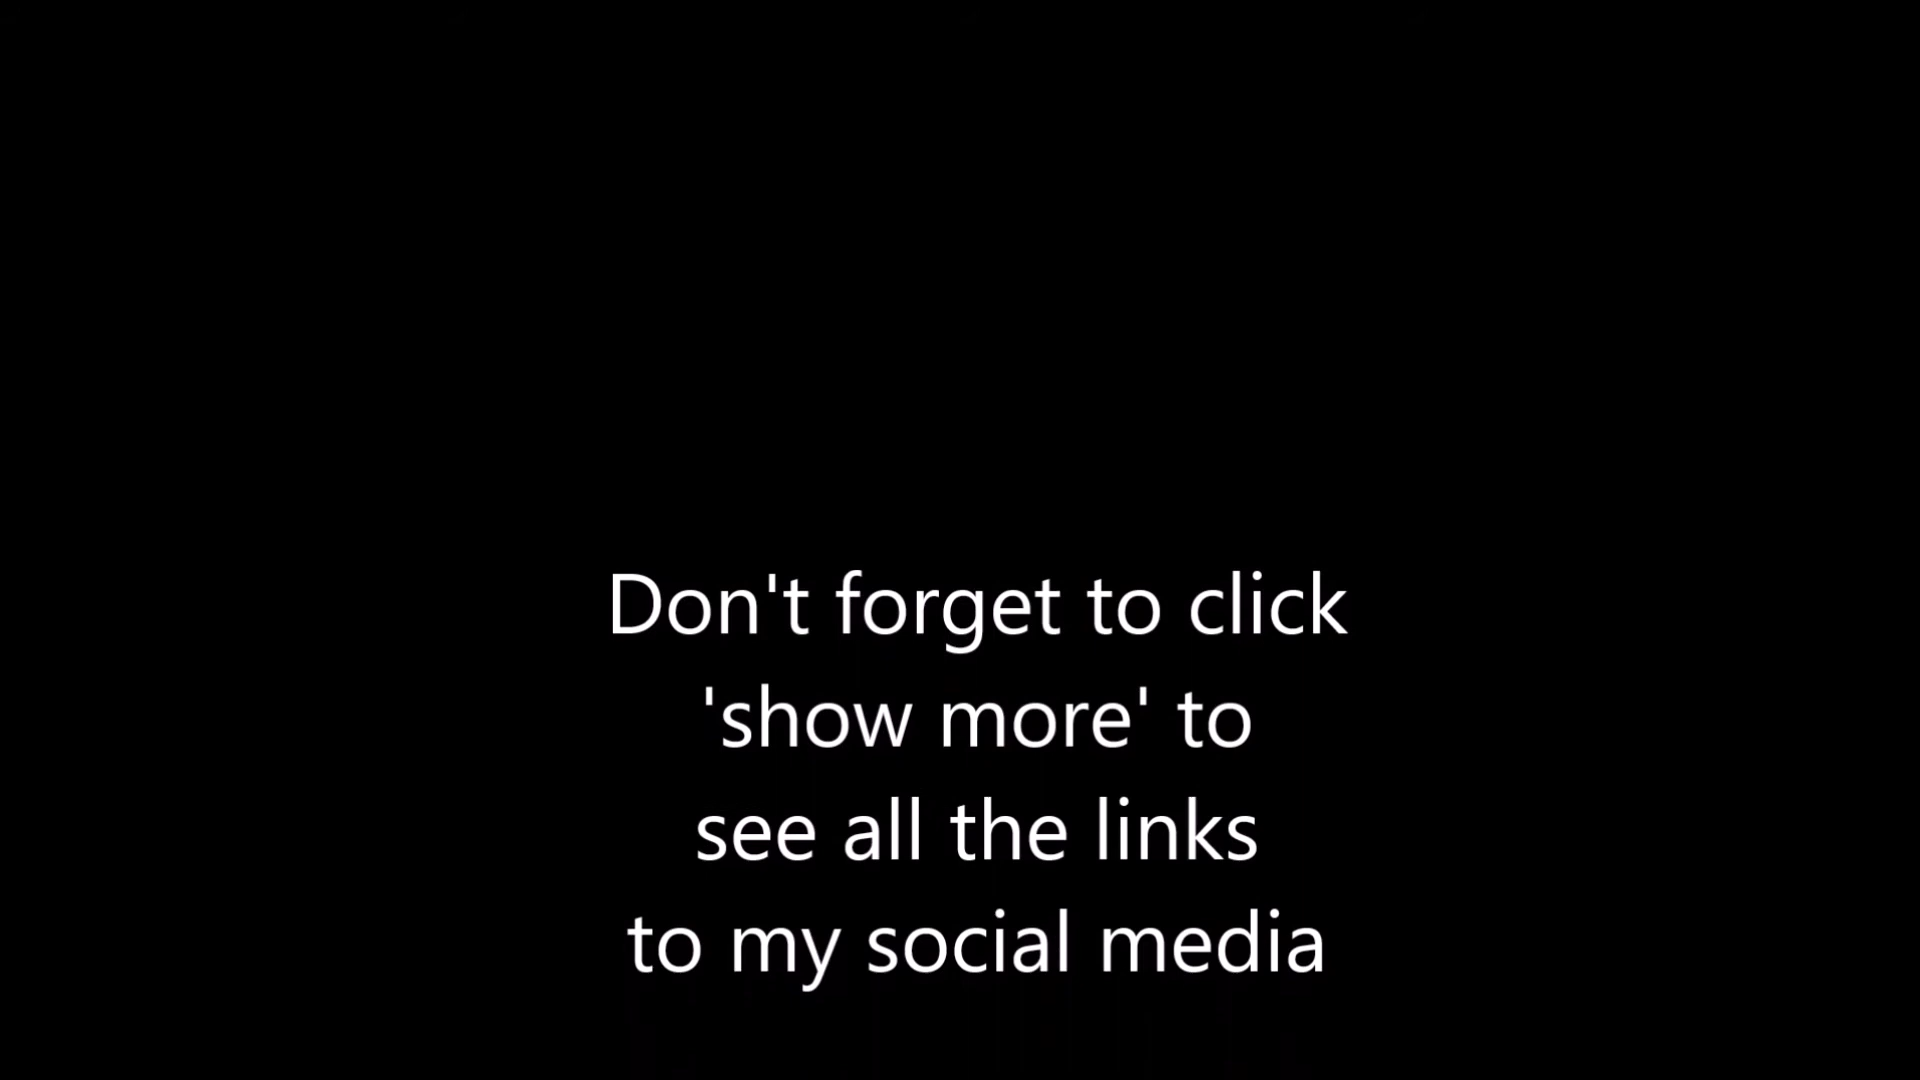 Don't forget to click
'show more' to
see all the links
to my social media